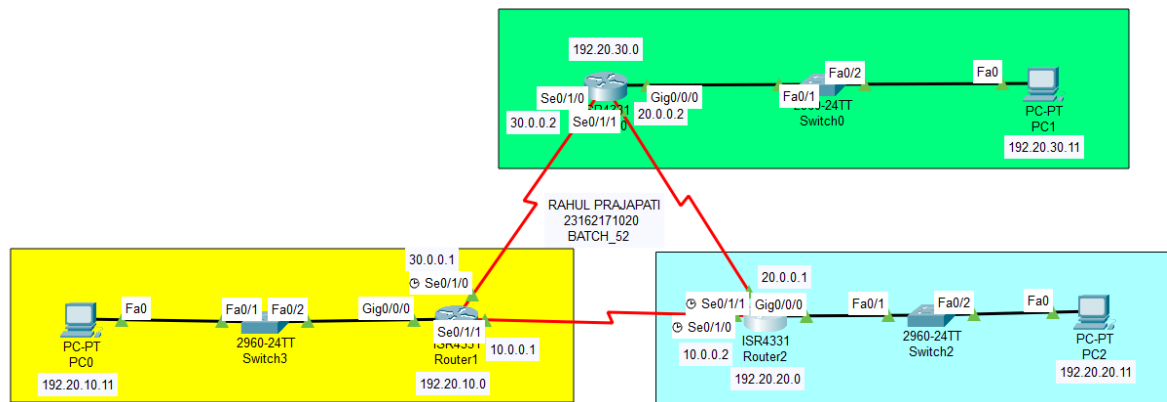 192.20.30.0
Se0/1/0
Gig0/0/0
Fa0/1
Fa0/2
Fa0
30.0.0.2
Se0/1/1
20.0.0.2
2960-24TT
Switch0
PC-PT
PC1
192.20.30.11
RAHUL PRAJAPATI
23162171020
BATCH_52
30.0.0.1
Se0/1/0
Fa0
Fa0/1
Fa0/2
Gig0/0/0
Se0/1/1
10.0.0.1
PC-PT
PC0
192.20.10.11
2960-24TT
Switch3
ISR4331
Router1
192.20.10.0
20.0.0.1
Se0/1/1
Gig0/0/0
Se0/1/0
10.0.0.2
Fa0/1
Fa0/2
Fa0
ISR4331
Router2
192.20.20.0
2960-24TT
Switch2
PC-PT
PC2
192.20.20.11